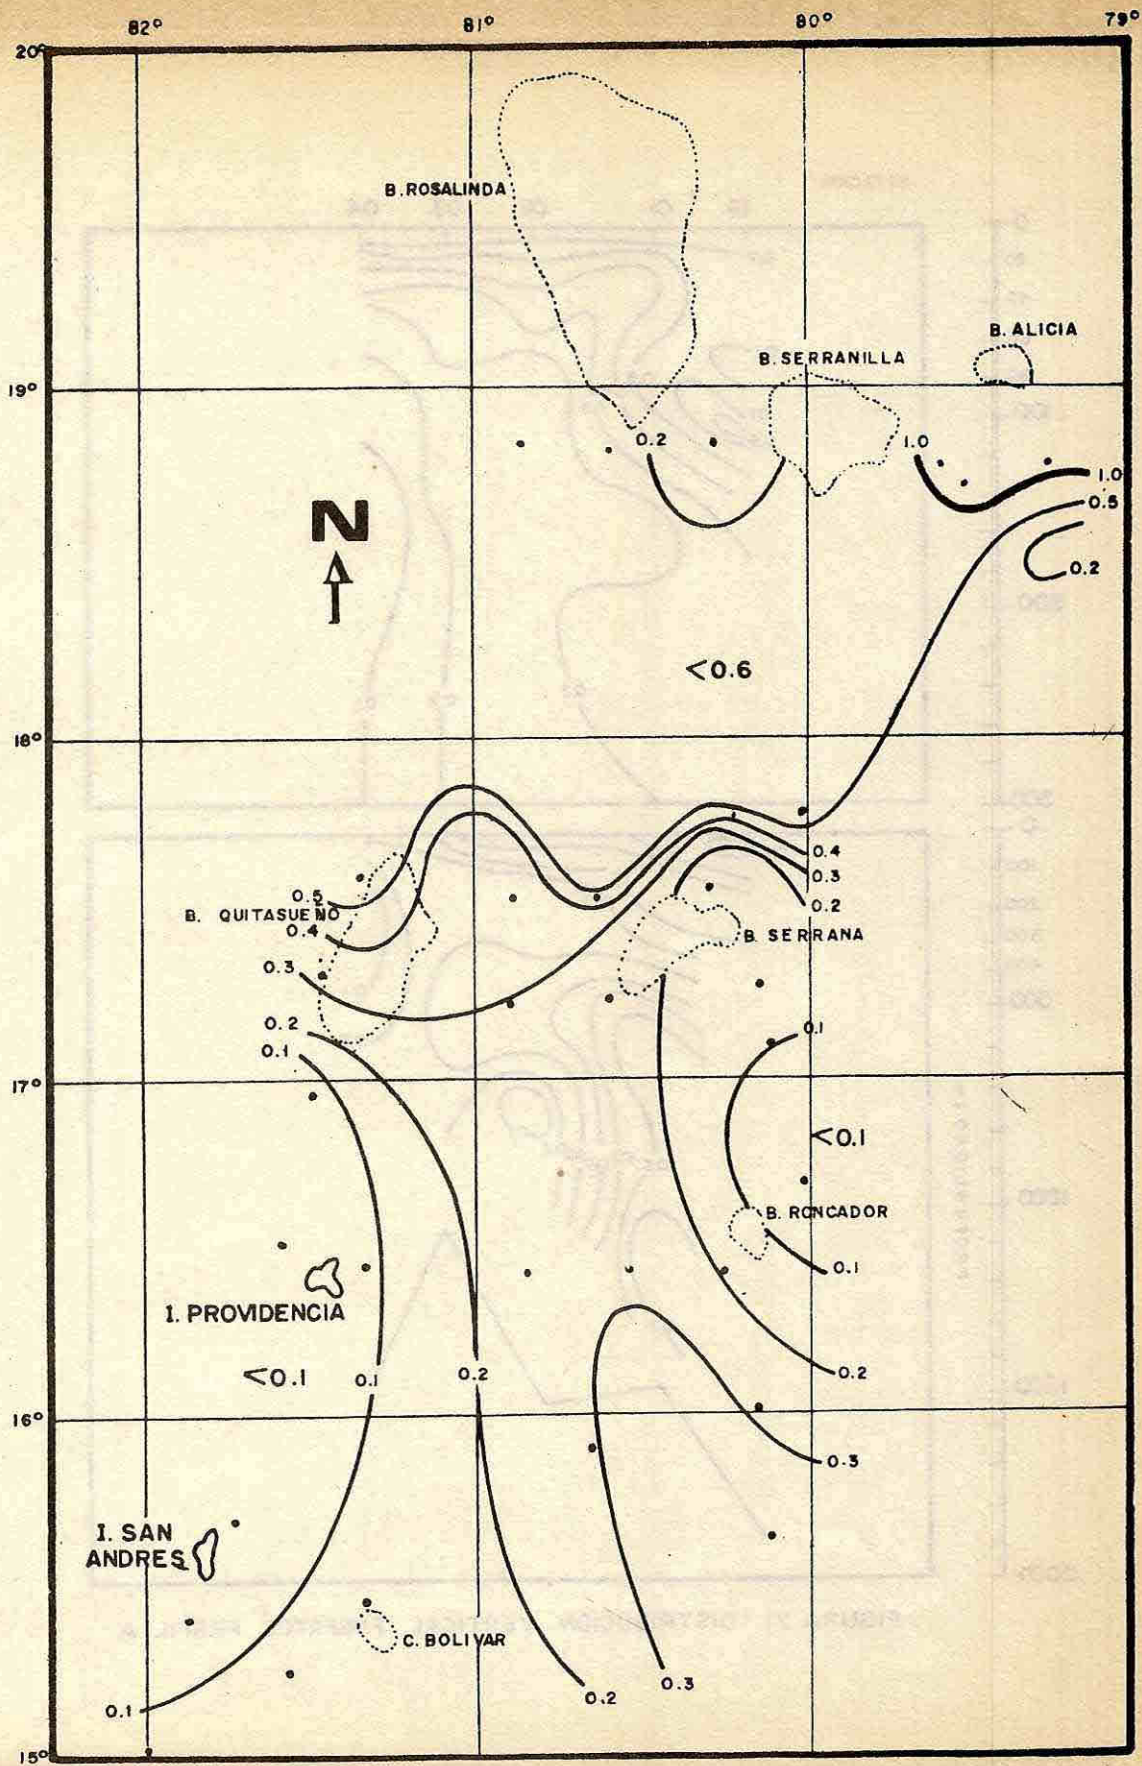 82° 81° 80° 79°
20°
B. ROSALINDA
B. ALICIA
B. SERRANILLA
19°
0.2
1.0
1.0
0.5
N
0.2
<0.6
18°
0.4
0.3
0.5
0.2
B. QUITASUEÑO
0.4
B. SERRANA
0.3
0.2
0.1
0.1
17°
<0.1
B. RONCADOR
0.1
I. PROVIDENCIA
<0.1
0.1
0.2
0.2
16°
0.3
I. SAN
ANDRES
C. BOLIVAR
0.3
0.2
0.1
15°